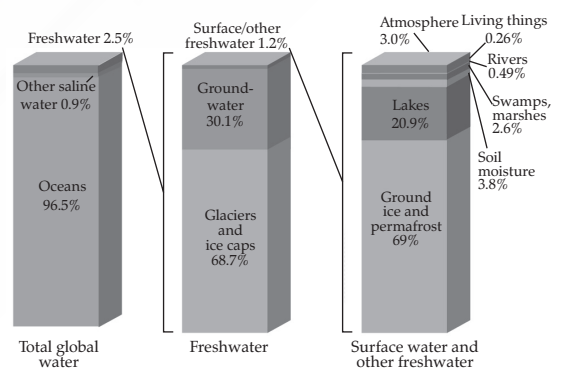 Freshwater 2.5%
Other saline
water 0.9%
Oceans
96.5%
Total global
water
Surface/other
freshwater 1.2%
Ground-
water
30.1%
Glaciers
and
ice caps
68.7%
Freshwater
Atmosphere
3.0%
Living things
0.26%
Rivers
0.49%
Swamps,
marshes
2.6%
Soil
moisture
3.8%
Lakes
20.9%
Ground
ice and
permafrost
69%
Surface water and
other freshwater